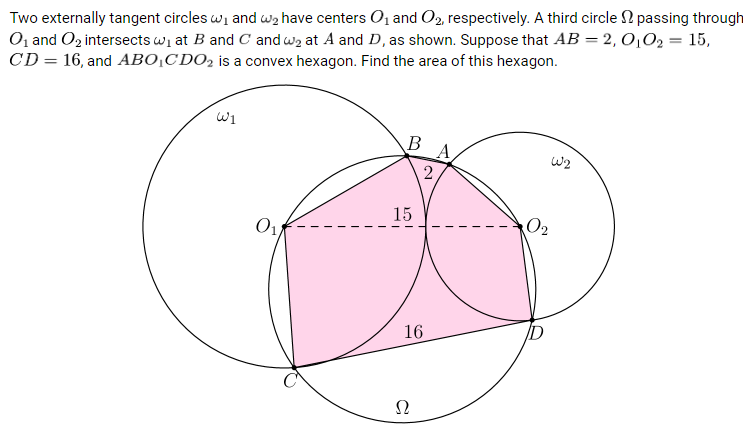 Two externally tangent circles ω₁ and ω₂ have centers O₁ and O₂, respectively. A third circle Ω passing through
O₁ and O₂ intersects ω₁ at B and C and ω₂ at A and D, as shown. Suppose that AB = 2, O₁O₂ = 15,
CD = 16, and ABO₁CDO₂ is a convex hexagon. Find the area of this hexagon.
ω₁
B A
ω₂
2
15
O₁ O₂
16
D
C
Ω